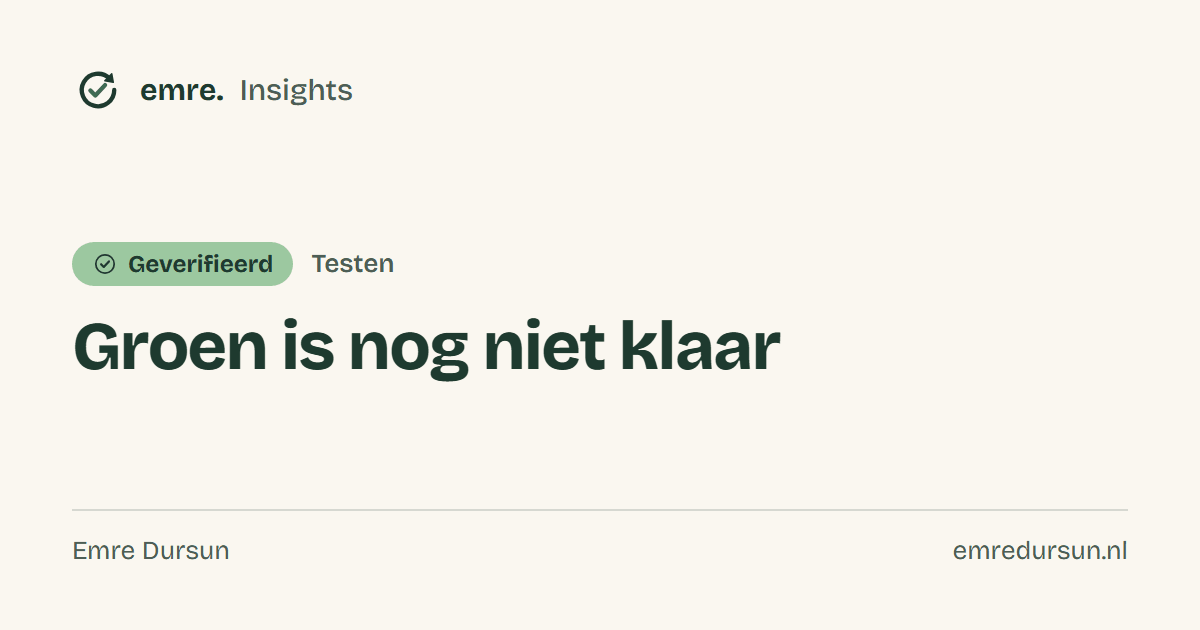 emre. Insights
Geverifieerd Testen
Groen is nog niet klaar
Emre Dursun emredursun.nl